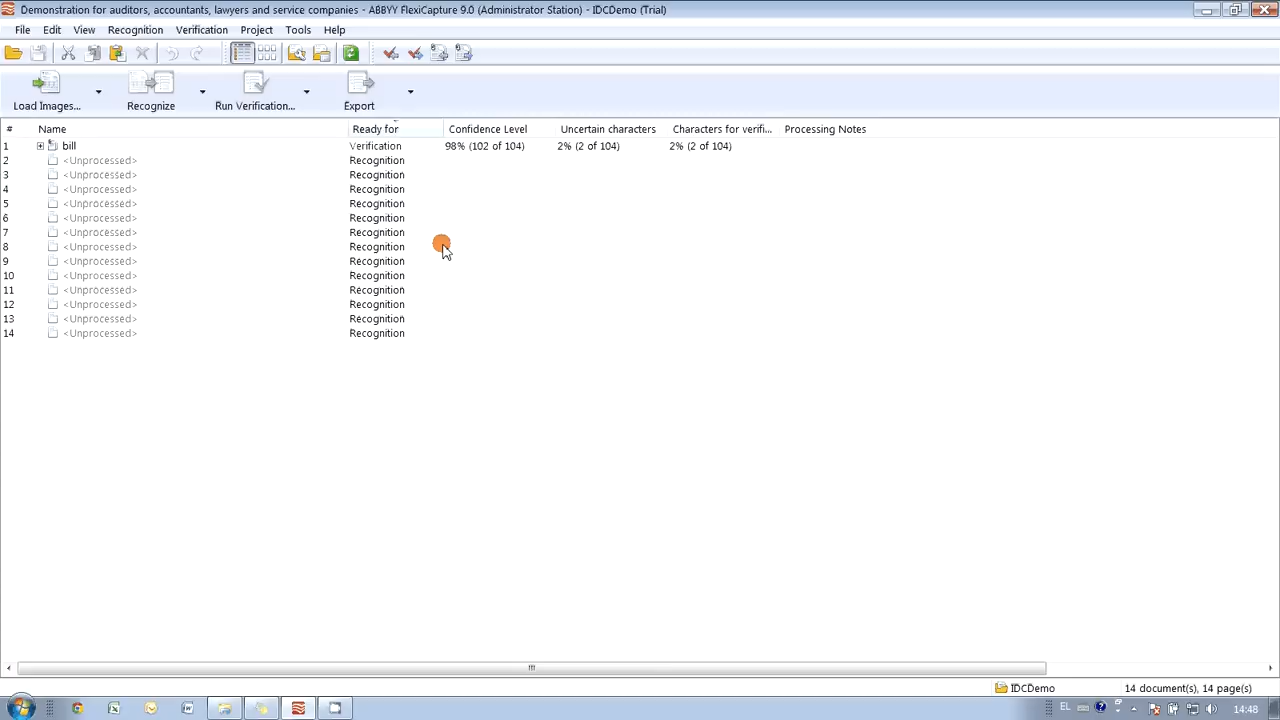 Demonstration for auditors, accountants, lawyers and service companies - ABBYY FlexiCapture 9.0 (Administrator Station) - IDCDemo (Trial)
File Edit View Recognition Verification Project Tools Help
Load Images... Recognize Run Verification... Export
# Name Ready for Confidence Level Uncertain characters Characters for verifi... Processing Notes
1 bill Verification 98% (102 of 104) 2% (2 of 104) 2% (2 of 104)
2 <Unprocessed> Recognition
3 <Unprocessed> Recognition
4 <Unprocessed> Recognition
5 <Unprocessed> Recognition
6 <Unprocessed> Recognition
7 <Unprocessed> Recognition
8 <Unprocessed> Recognition
9 <Unprocessed> Recognition
10 <Unprocessed> Recognition
11 <Unprocessed> Recognition
12 <Unprocessed> Recognition
13 <Unprocessed> Recognition
14 <Unprocessed> Recognition
IDCDemo 14 document(s), 14 page(s)
EL 14:48